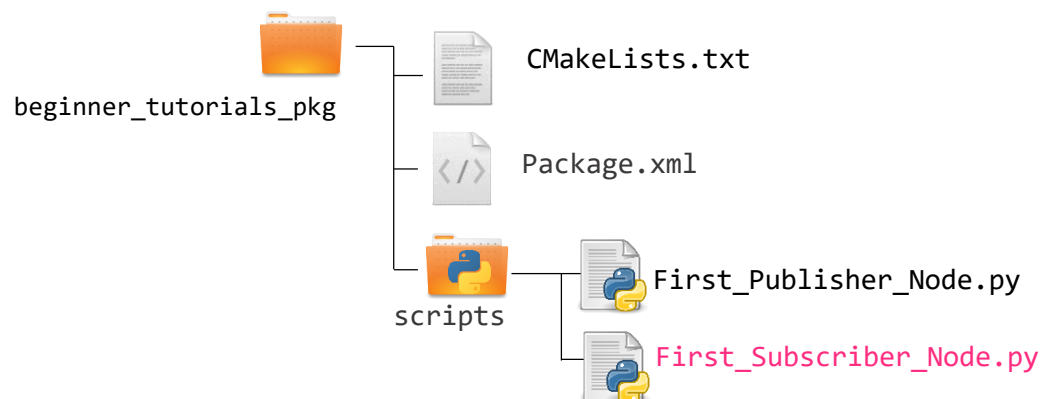 CMakeLists.txt
beginner_tutorials_pkg
</> Package.xml
scripts
First_Publisher_Node.py
First_Subscriber_Node.py